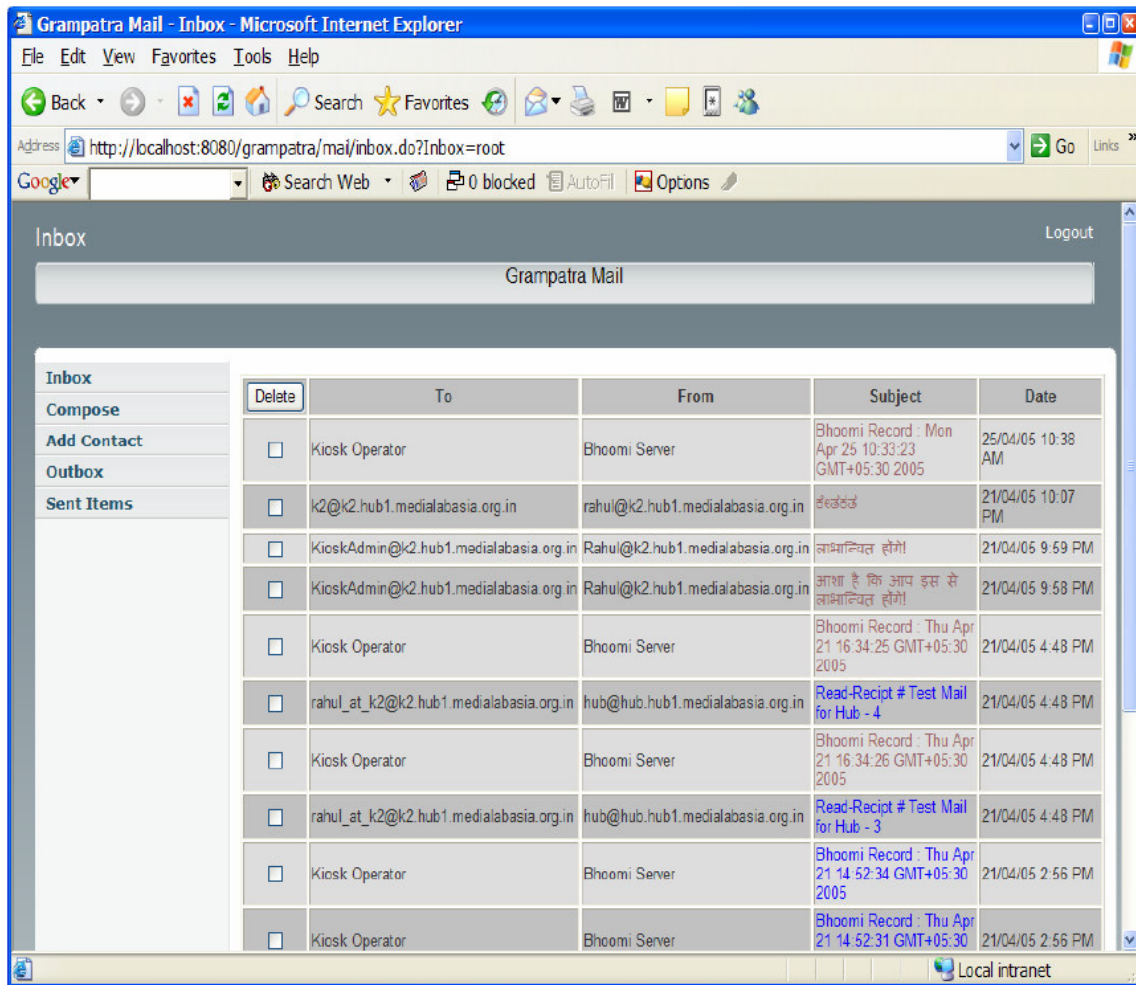 Grampatra Mail - Inbox - Microsoft Internet Explorer
File Edit View Favorites Tools Help
Back Search Favorites
Address http://localhost:8080/grampatra/mail/inbox.do?Inbox=root Go Links »
Google Search Web 0 blocked AutoFill Options
Inbox Logout
Grampatra Mail
Inbox
Compose
Add Contact
Outbox
Sent Items
Delete To From Subject Date
Kiosk Operator Bhoomi Server Bhoomi Record : Mon
Apr 25 10:33:23
GMT+05:30 2005
25/04/05 10:38
AM
k2@k2.hub1.medialabasia.org.in rahul@k2.hub1.medialabasia.org.in
21/04/05 10:07
PM
KioskAdmin@k2.hub1.medialabasia.org.in Rahul@k2.hub1.medialabasia.org.in लाभान्वित होंगे! 21/04/05 9:59 PM
KioskAdmin@k2.hub1.medialabasia.org.in Rahul@k2.hub1.medialabasia.org.in आशा है कि आप इस से
लाभान्वित होंगे!
21/04/05 9:58 PM
Kiosk Operator Bhoomi Server Bhoomi Record : Thu Apr
21 16:34:25 GMT+05:30
2005
21/04/05 4:48 PM
rahul_at_k2@k2.hub1.medialabasia.org.in hub@hub.hub1.medialabasia.org.in Read-Recipt # Test Mail
for Hub - 4
21/04/05 4:48 PM
Kiosk Operator Bhoomi Server Bhoomi Record : Thu Apr
21 16:34:26 GMT+05:30
2005
21/04/05 4:48 PM
rahul_at_k2@k2.hub1.medialabasia.org.in hub@hub.hub1.medialabasia.org.in Read-Recipt # Test Mail
for Hub - 3
21/04/05 4:48 PM
Kiosk Operator Bhoomi Server Bhoomi Record : Thu Apr
21 14:52:34 GMT+05:30
2005
21/04/05 2:56 PM
Kiosk Operator Bhoomi Server Bhoomi Record : Thu Apr
21 14:52:31 GMT+05:30
21/04/05 2:56 PM
Local intranet